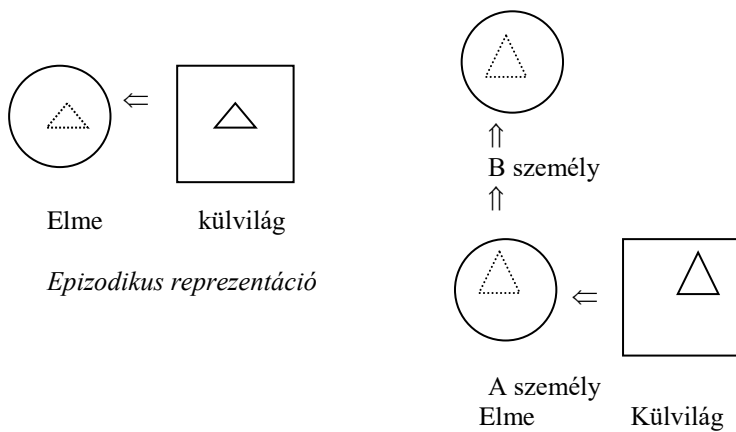 Elme külvilág
Epizodikus reprezentáció
⇐
⇑
B személy
⇑
⇐
A személy
Elme Külvilág